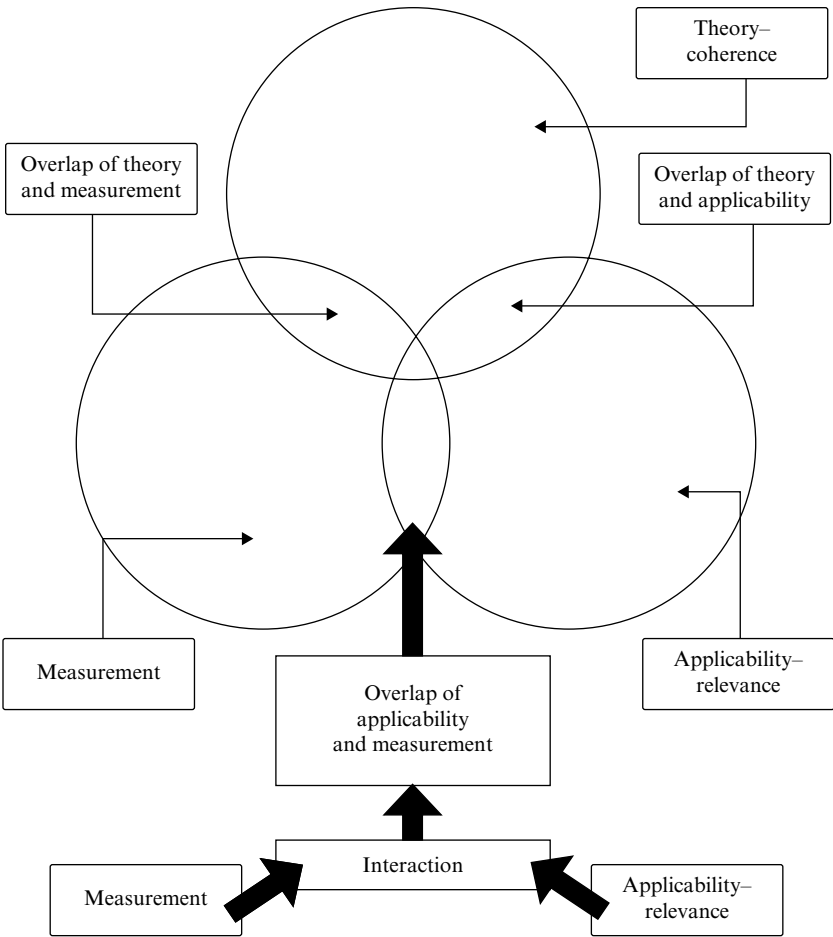 Theory–
coherence
Overlap of theory
and measurement
Overlap of theory
and applicability
Measurement
Applicability–
relevance
Overlap of
applicability
and measurement
Interaction
Measurement
Applicability–
relevance